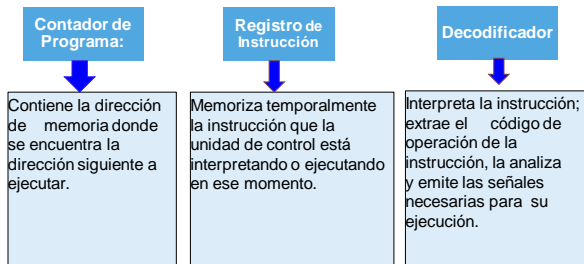 Contador de
Programa:
Contiene la dirección
de memoria donde
se encuentra la
dirección siguiente a
ejecutar.
Registro de
Instrucción
Memoriza temporalmente
la instrucción que la
unidad de control está
interpretando o ejecutando
en ese momento.
Decodificador
Interpreta la instrucción;
extrae el código de
operación de la
instrucción, la analiza
y emite las señales
necesarias para su
ejecución.